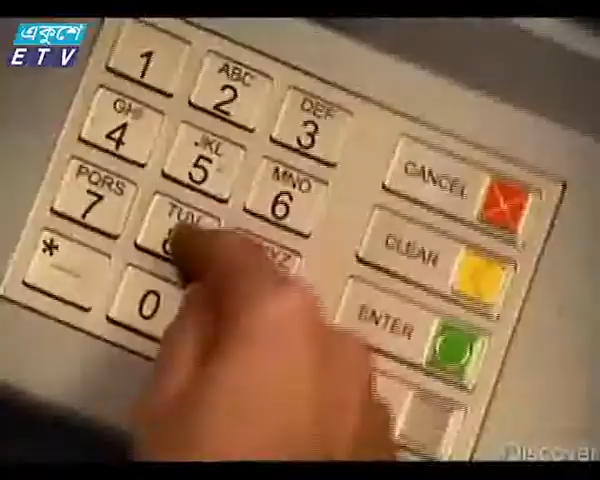 একুশে
ETV
1
ABC
2
DEF
3
GHI
4
JKL
5
MNO
6
PQRS
7
TUV
*
0
CANCEL
CLEAR
ENTER
Discover